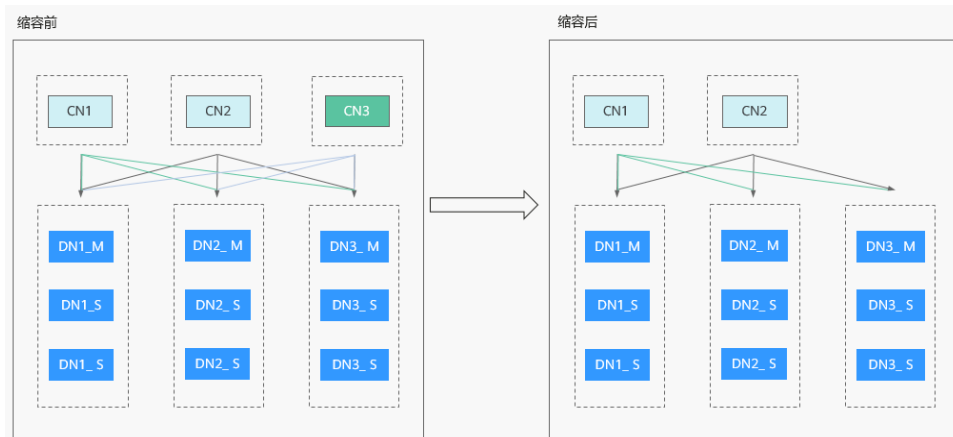 缩容前
缩容后
CN1
CN2
CN3
CN1
CN2
DN1_M
DN2_ M
DN3_ M
DN1_M
DN2_ M
DN3_ M
DN1_S
DN2_ S
DN3_ S
DN1_S
DN2_ S
DN3_ S
DN1_ S
DN2_ S
DN3_ S
DN1_ S
DN2_ S
DN3_ S